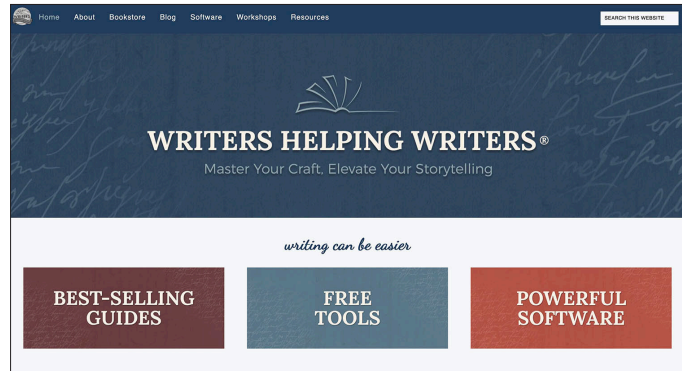 Home About Bookstore Blog Software Workshops Resources SEARCH THIS WEBSITE
WRITERS HELPING WRITERS®
Master Your Craft, Elevate Your Storytelling
writing can be easier
BEST-SELLING
GUIDES
FREE
TOOLS
POWERFUL
SOFTWARE